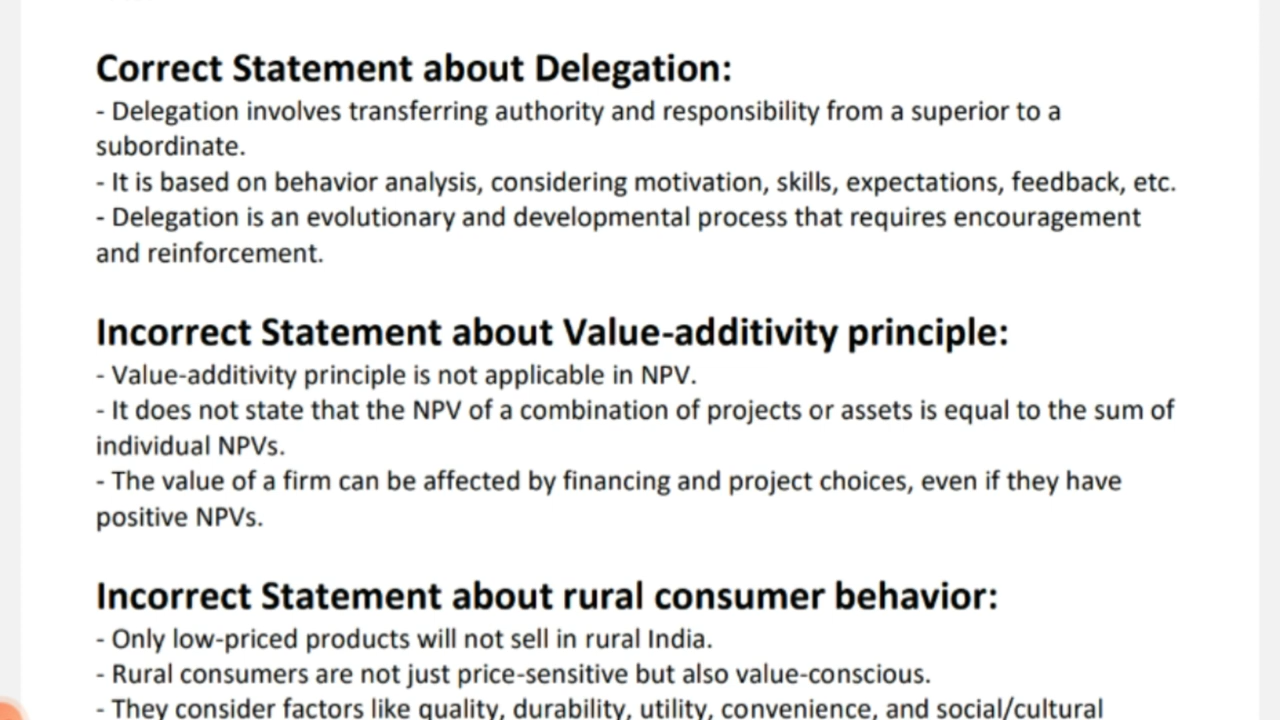 Correct Statement about Delegation:
- Delegation involves transferring authority and responsibility from a superior to a
subordinate.
- It is based on behavior analysis, considering motivation, skills, expectations, feedback, etc.
- Delegation is an evolutionary and developmental process that requires encouragement
and reinforcement.
Incorrect Statement about Value-additivity principle:
- Value-additivity principle is not applicable in NPV.
- It does not state that the NPV of a combination of projects or assets is equal to the sum of
individual NPVs.
- The value of a firm can be affected by financing and project choices, even if they have
positive NPVs.
Incorrect Statement about rural consumer behavior:
- Only low-priced products will not sell in rural India.
- Rural consumers are not just price-sensitive but also value-conscious.
- They consider factors like quality, durability, utility, convenience, and social/cultural